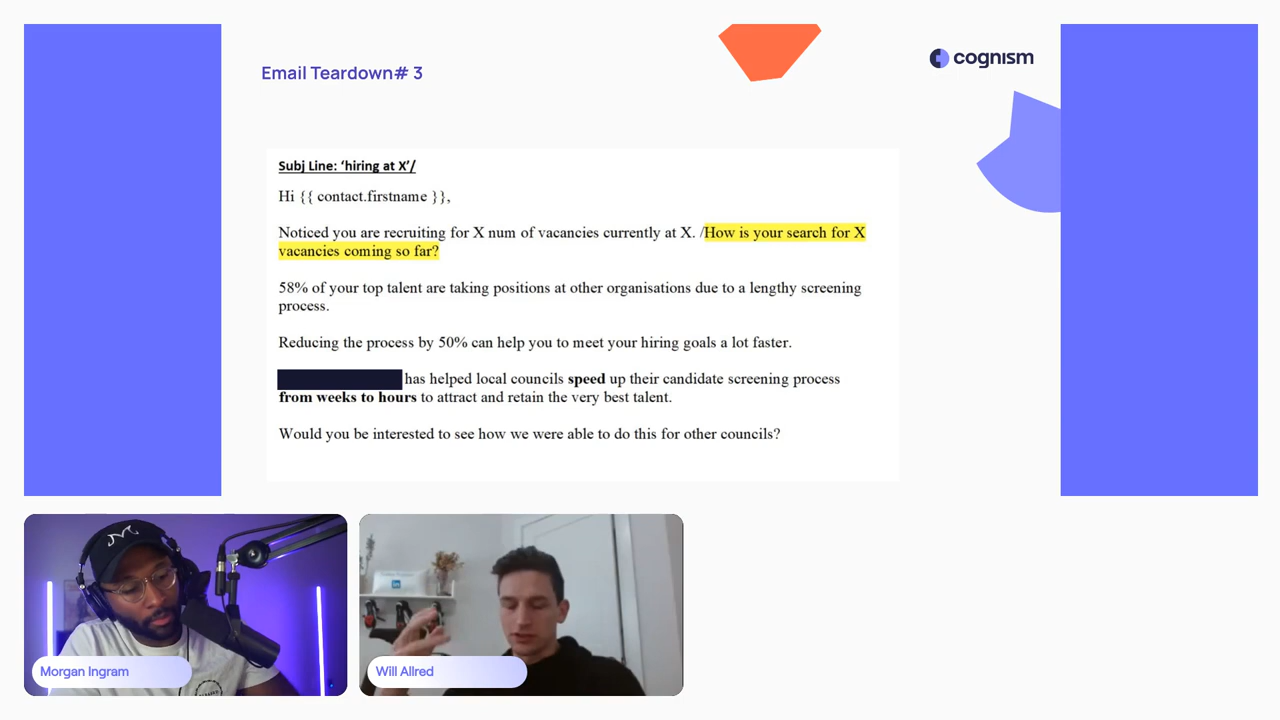 Email Teardown# 3
cognism
Subj Line: ‘hiring at X’/
Hi {{ contact.firstname }},
Noticed you are recruiting for X num of vacancies currently at X. /How is your search for X
vacancies coming so far?
58% of your top talent are taking positions at other organisations due to a lengthy screening
process.
Reducing the process by 50% can help you to meet your hiring goals a lot faster.
has helped local councils speed up their candidate screening process
from weeks to hours to attract and retain the very best talent.
Would you be interested to see how we were able to do this for other councils?
Morgan Ingram
Will Allred